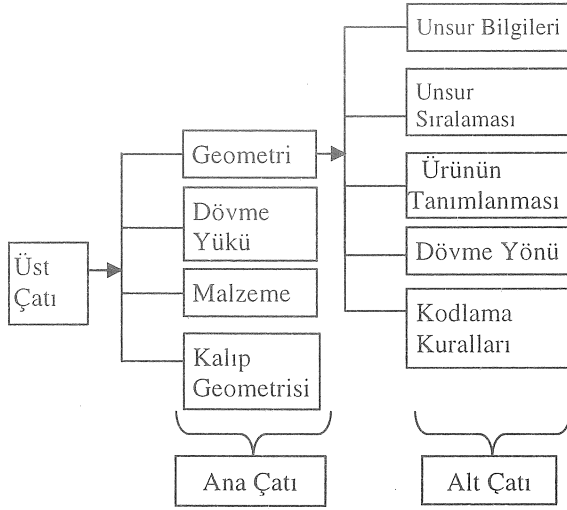 Üst
Çatı
Geometri
Dövme
Yükü
Malzeme
Kalıp
Geometrisi
Ana Çatı
Unsur Bilgileri
Unsur
Sıralaması
Ürünün
Tanımlanması
Dövme Yönü
Kodlama
Kuralları
Alt Çatı